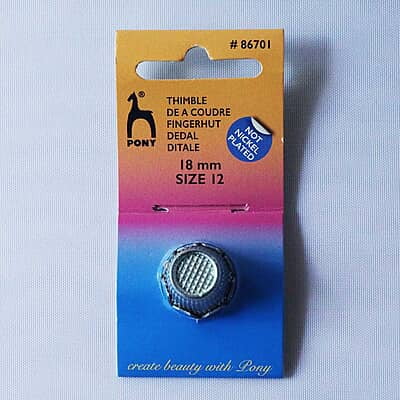 # 86701
THIMBLE
DE A COUDRE
FINGERHUT
DEDAL
DITALE
PONY
NOT
NICKEL
PLATED
18 mm
SIZE 12
create beauty with Pony